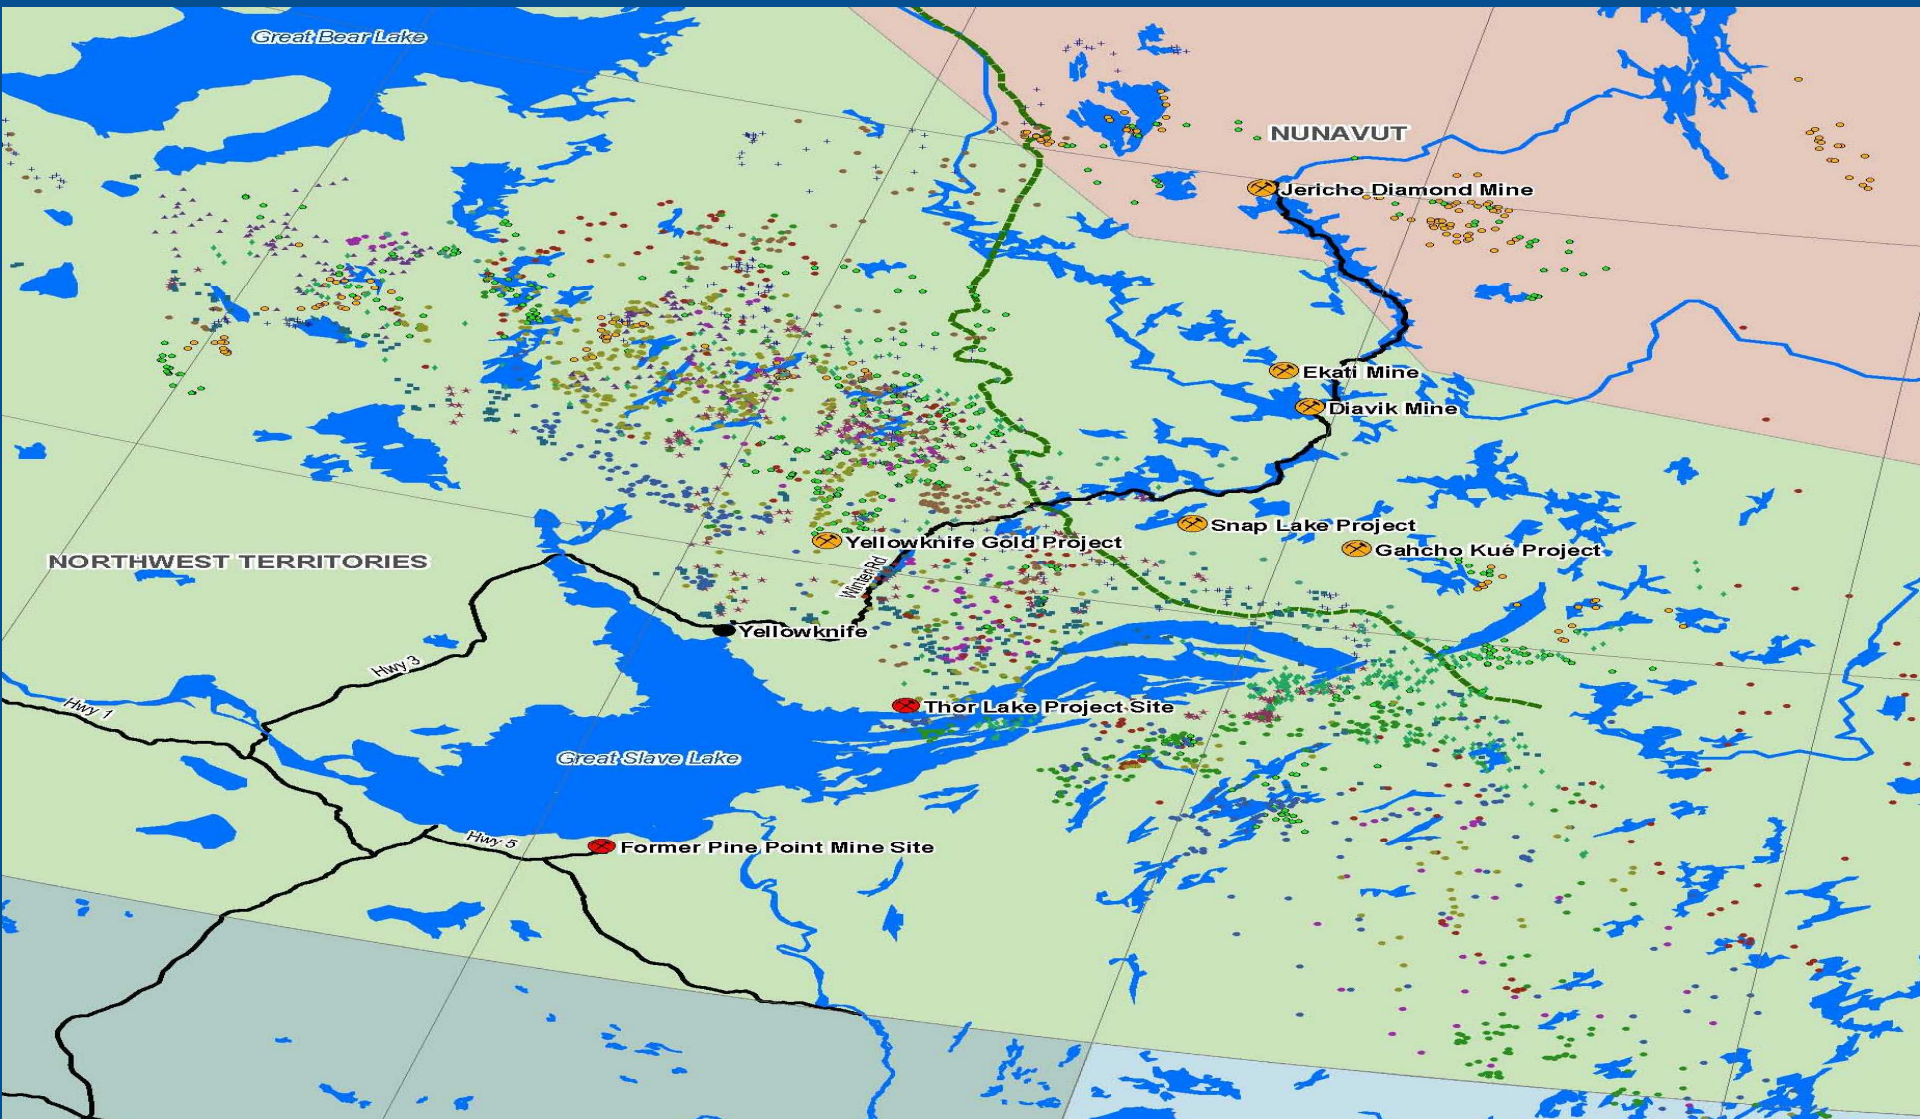 Great Bear Lake
NUNAVUT
Jericho Diamond Mine
Ekati Mine
Diavik Mine
Snap Lake Project
Yellowknife Gold Project
Gahcho Kué Project
NORTHWEST TERRITORIES
Winter Rd
Yellowknife
Hwy 3
Hwy 1
Thor Lake Project Site
Great Slave Lake
Hwy 5
Former Pine Point Mine Site